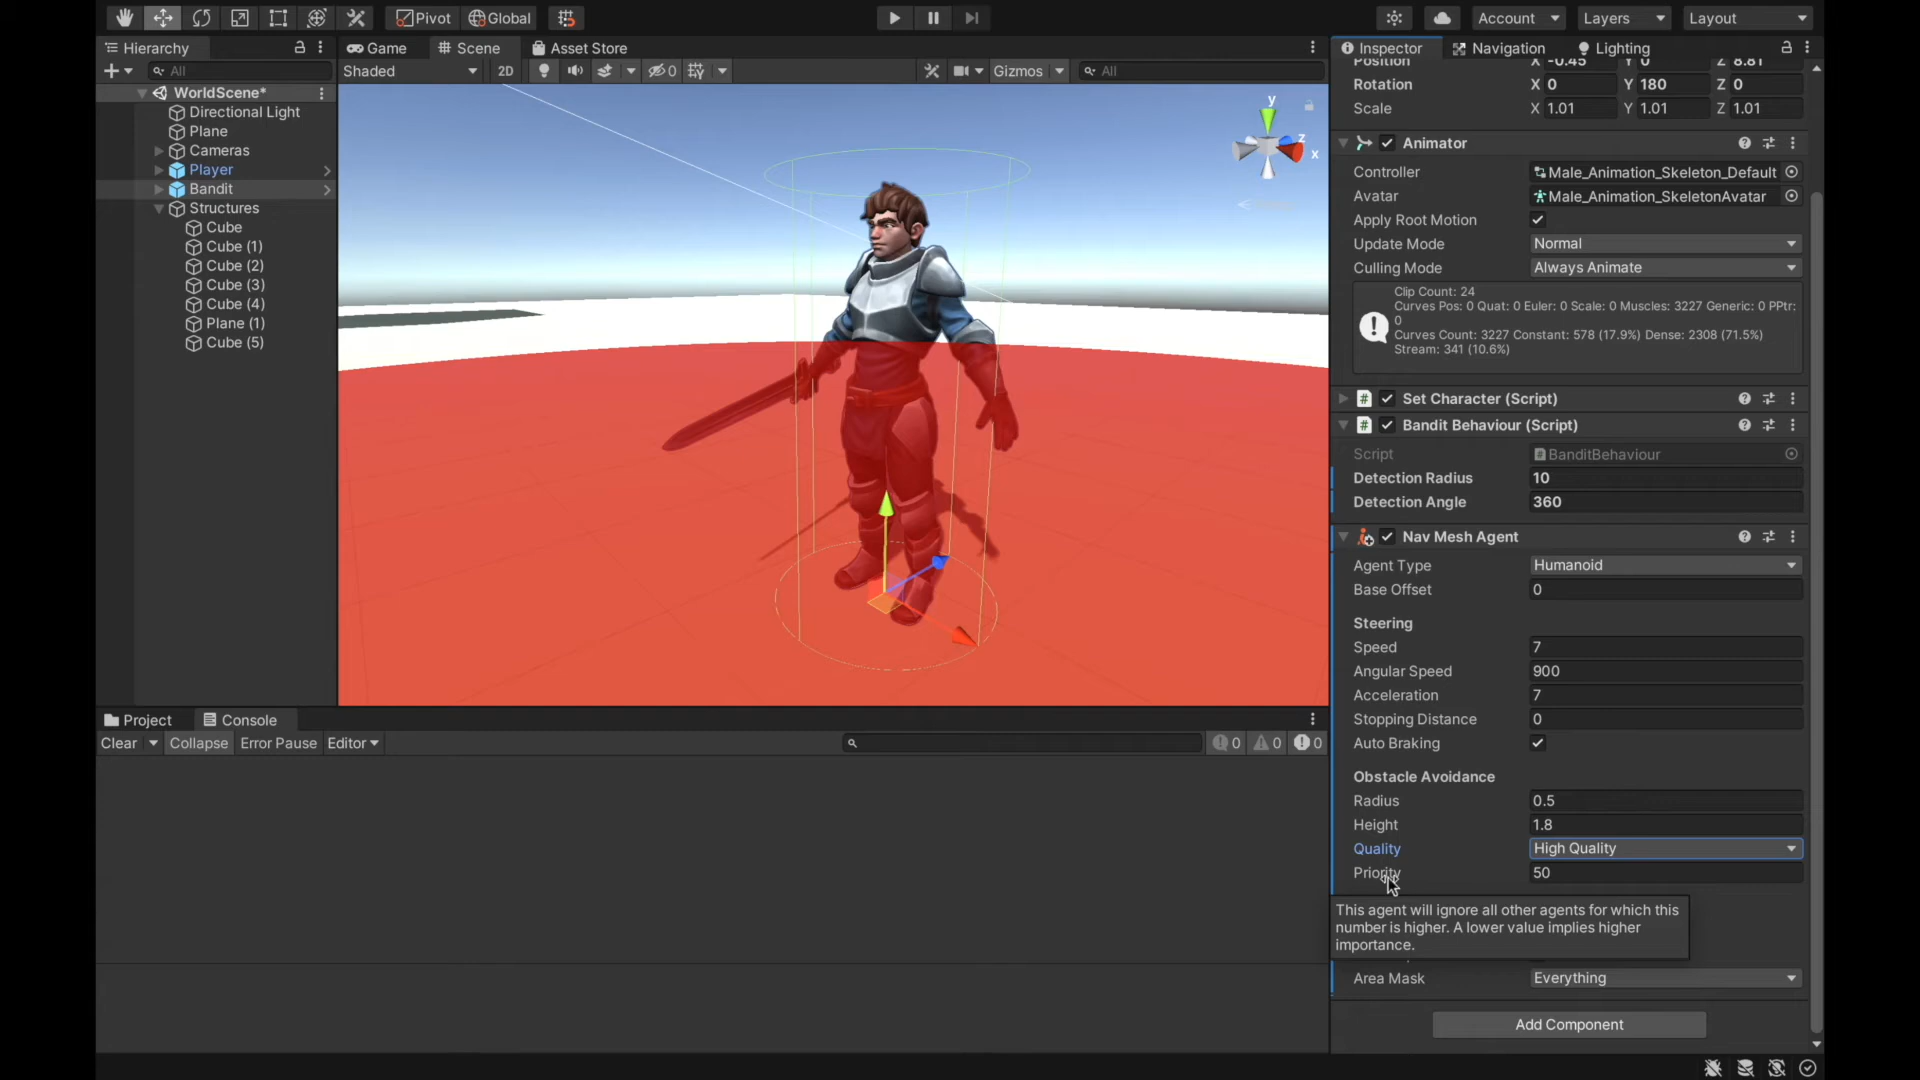 Pivot
Global
Account
Layers
Layout
Hierarchy
Game
Scene
Asset Store
Inspector
Navigation
Lighting
All
Shaded
2D
0
Gizmos
All
WorldScene*
Directional Light
Plane
Cameras
Player
Bandit
Structures
Cube
Cube (1)
Cube (2)
Cube (3)
Cube (4)
Plane (1)
Cube (5)
y
z
x
Position X -0.45 Y 0 Z 8.81
Rotation X 0 Y 180 Z 0
Scale X 1.01 Y 1.01 Z 1.01
Animator
Controller Male_Animation_Skeleton_Default
Avatar Male_Animation_SkeletonAvatar
Apply Root Motion
Update Mode Normal
Culling Mode Always Animate
Clip Count: 24
Curves Pos: 0 Quat: 0 Euler: 0 Scale: 0 Muscles: 3227 Generic: 0 PPtr:
0
Curves Count: 3227 Constant: 578 (17.9%) Dense: 2308 (71.5%)
Stream: 341 (10.6%)
# Set Character (Script)
# Bandit Behaviour (Script)
Script # BanditBehaviour
Detection Radius 10
Detection Angle 360
Nav Mesh Agent
Agent Type Humanoid
Base Offset 0
Steering
Speed 7
Angular Speed 900
Acceleration 7
Stopping Distance 0
Auto Braking
Obstacle Avoidance
Radius 0.5
Height 1.8
Quality High Quality
Priority 50
This agent will ignore all other agents for which this
number is higher. A lower value implies higher
importance.
Area Mask Everything
Add Component
Project
Console
Clear
Collapse
Error Pause
Editor
0
0
0